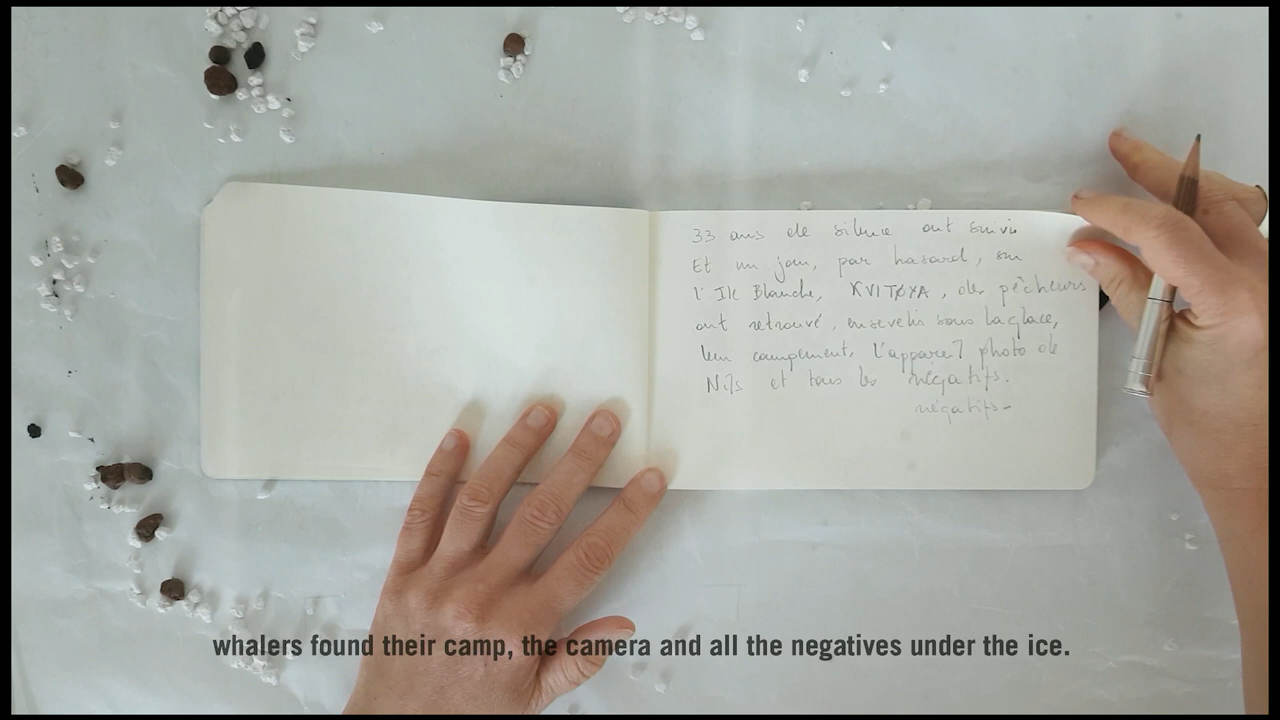 33 ans de silence ont suivi
Et un jour, par hasard, sur
l'Ile Blanche, KVITØYA, des pêcheurs
ont retrouvé, ensevelis sous la glace,
leur campement, l'appareil photo de
Nils et tous les négatifs.
négatifs-
whalers found their camp, the camera and all the negatives under the ice.